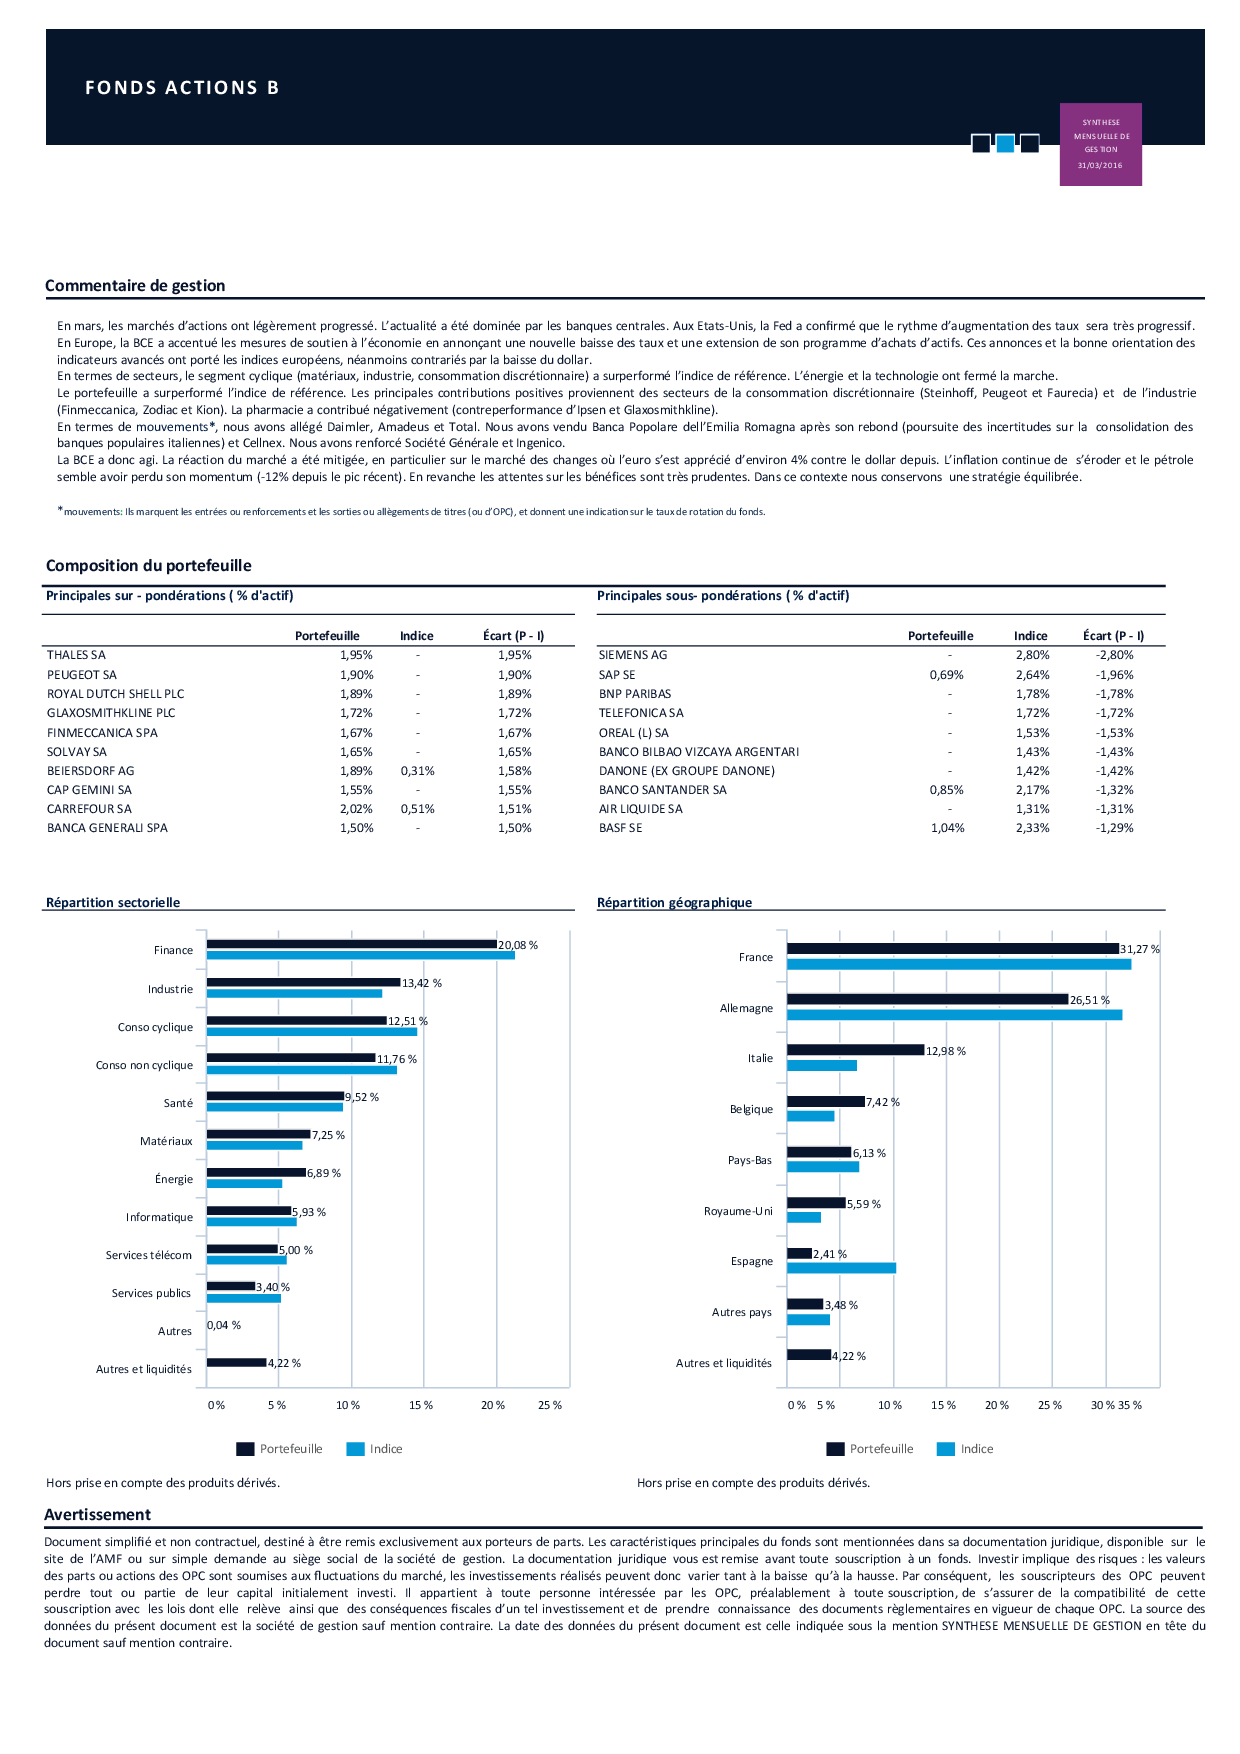 FONDS ACTIONS B
SYNTHESE
MENSUELLE DE
GESTION
31/03/2016
Commentaire de gestion
En mars, les marchés d’actions ont légèrement progressé. L’actualité a été dominée par les banques centrales. Aux Etats-Unis, la Fed a confirmé que le rythme d’augmentation des taux sera très progressif.
En Europe, la BCE a accentué les mesures de soutien à l’économie en annonçant une nouvelle baisse des taux et une extension de son programme d’achats d’actifs. Ces annonces et la bonne orientation des
indicateurs avancés ont porté les indices européens, néanmoins contrariés par la baisse du dollar.
En termes de secteurs, le segment cyclique (matériaux, industrie, consommation discrétionnaire) a surperformé l’indice de référence. L’énergie et la technologie ont fermé la marche.
Le portefeuille a surperformé l’indice de référence. Les principales contributions positives proviennent des secteurs de la consommation discrétionnaire (Steinhoff, Peugeot et Faurecia) et de l’industrie
(Finmeccanica, Zodiac et Kion). La pharmacie a contribué négativement (contreperformance d’Ipsen et Glaxosmithkline).
En termes de mouvements*, nous avons allégé Daimler, Amadeus et Total. Nous avons vendu Banca Popolare dell’Emilia Romagna après son rebond (poursuite des incertitudes sur la consolidation des
banques populaires italiennes) et Cellnex. Nous avons renforcé Société Générale et Ingenico.
La BCE a donc agi. La réaction du marché a été mitigée, en particulier sur le marché des changes où l’euro s’est apprécié d’environ 4% contre le dollar depuis. L’inflation continue de s’éroder et le pétrole
semble avoir perdu son momentum (-12% depuis le pic récent). En revanche les attentes sur les bénéfices sont très prudentes. Dans ce contexte nous conservons une stratégie équilibrée.
*mouvements: Ils marquent les entrées ou renforcements et les sorties ou allègements de titres (ou d’OPC), et donnent une indication sur le taux de rotation du fonds.
Composition du portefeuille
Principales sur - pondérations ( % d'actif)
Portefeuille Indice Écart (P - I)
THALES SA 1,95% - 1,95%
PEUGEOT SA 1,90% - 1,90%
ROYAL DUTCH SHELL PLC 1,89% - 1,89%
GLAXOSMITHKLINE PLC 1,72% - 1,72%
FINMECCANICA SPA 1,67% - 1,67%
SOLVAY SA 1,65% - 1,65%
BEIERSDORF AG 1,89% 0,31% 1,58%
CAP GEMINI SA 1,55% - 1,55%
CARREFOUR SA 2,02% 0,51% 1,51%
BANCA GENERALI SPA 1,50% - 1,50%
Principales sous- pondérations ( % d'actif)
Portefeuille Indice Écart (P - I)
SIEMENS AG - 2,80% -2,80%
SAP SE 0,69% 2,64% -1,96%
BNP PARIBAS - 1,78% -1,78%
TELEFONICA SA - 1,72% -1,72%
OREAL (L) SA - 1,53% -1,53%
BANCO BILBAO VIZCAYA ARGENTARI - 1,43% -1,43%
DANONE (EX GROUPE DANONE) - 1,42% -1,42%
BANCO SANTANDER SA 0,85% 2,17% -1,32%
AIR LIQUIDE SA - 1,31% -1,31%
BASF SE 1,04% 2,33% -1,29%
Répartition sectorielle
Finance 20,08 %
Industrie 13,42 %
Conso cyclique 12,51 %
Conso non cyclique 11,76 %
Santé 9,52 %
Matériaux 7,25 %
Énergie 6,89 %
Informatique 5,93 %
Services télécom 5,00 %
Services publics 3,40 %
Autres 0,04 %
Autres et liquidités 4,22 %
0 % 5 % 10 % 15 % 20 % 25 %
Portefeuille Indice
Hors prise en compte des produits dérivés.
Répartition géographique
France 31,27 %
Allemagne 26,51 %
Italie 12,98 %
Belgique 7,42 %
Pays-Bas 6,13 %
Royaume-Uni 5,59 %
Espagne 2,41 %
Autres pays 3,48 %
Autres et liquidités 4,22 %
0 % 5 % 10 % 15 % 20 % 25 % 30 % 35 %
Portefeuille Indice
Hors prise en compte des produits dérivés.
Avertissement
Document simplifié et non contractuel, destiné à être remis exclusivement aux porteurs de parts. Les caractéristiques principales du fonds sont mentionnées dans sa documentation juridique, disponible sur le
site de l’AMF ou sur simple demande au siège social de la société de gestion. La documentation juridique vous est remise avant toute souscription à un fonds. Investir implique des risques : les valeurs
des parts ou actions des OPC sont soumises aux fluctuations du marché, les investissements réalisés peuvent donc varier tant à la baisse qu’à la hausse. Par conséquent, les souscripteurs des OPC peuvent
perdre tout ou partie de leur capital initialement investi. Il appartient à toute personne intéressée par les OPC, préalablement à toute souscription, de s’assurer de la compatibilité de cette
souscription avec les lois dont elle relève ainsi que des conséquences fiscales d’un tel investissement et de prendre connaissance des documents règlementaires en vigueur de chaque OPC. La source des
données du présent document est la société de gestion sauf mention contraire. La date des données du présent document est celle indiquée sous la mention SYNTHESE MENSUELLE DE GESTION en tête du
document sauf mention contraire.